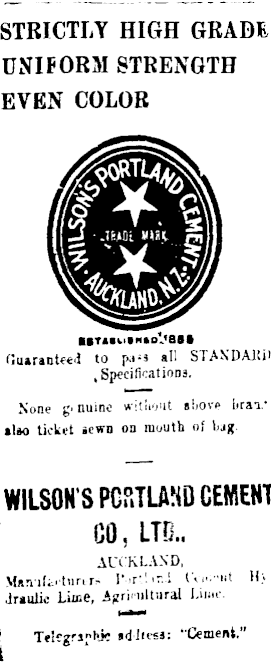 STRICTLY HIGH GRADE
UNIFORM STRENGTH
EVEN COLOR
WILSON'S PORTLAND CEMENT
TRADE MARK
AUCKLAND, N.Z.
ESTABLISHED
Guaranteed to pass all STANDARD
Specifications.
None genuine without above brand
also ticket sewn on mouth of bag.
WILSON'S PORTLAND CEMENT
CO, LTD.,
AUCKLAND,
Manufacturers Portland Cement Hy
draulic Lime, Agricultural Lime.
Telegraphic address: "Cement."